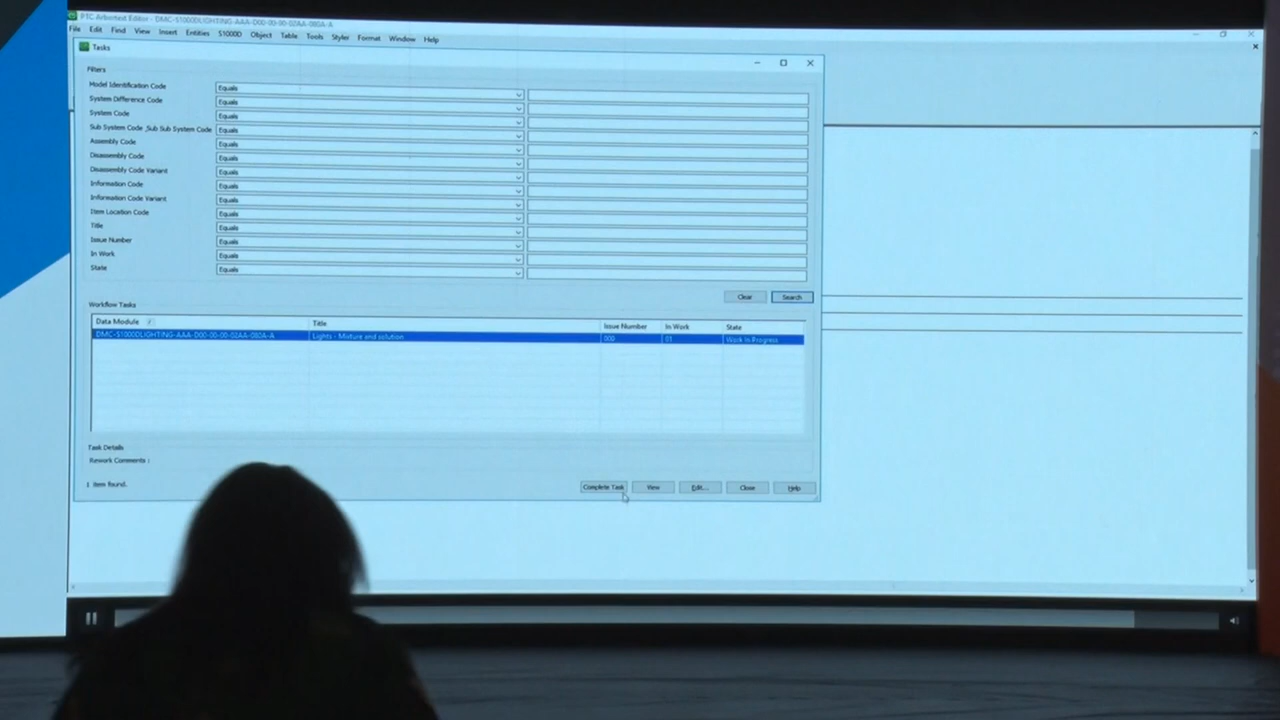 PTC Arbortext Editor - DMC-S1000DLIGHTING-AAA-D00-00-00-02AA-080A-A
File Edit Find View Insert Entities S1000D Object Table Tools Styler Format Window Help
Tasks
Filters
Model Identification Code Equals
System Difference Code Equals
System Code Equals
Sub System Code ,Sub Sub System Code Equals
Assembly Code Equals
Disassembly Code Equals
Disassembly Code Variant Equals
Information Code Equals
Information Code Variant Equals
Item Location Code Equals
Title Equals
Issue Number Equals
In Work Equals
State Equals
Clear Search
Workflow Tasks
Data Module Title Issue Number In Work State
DMC-S1000DLIGHTING-AAA-D00-00-00-02AA-080A-A Lights - Mixture and solution 000 01 Work In Progress
Task Details
Rework Comments :
1 item found.
Complete Task View Edit... Close Help